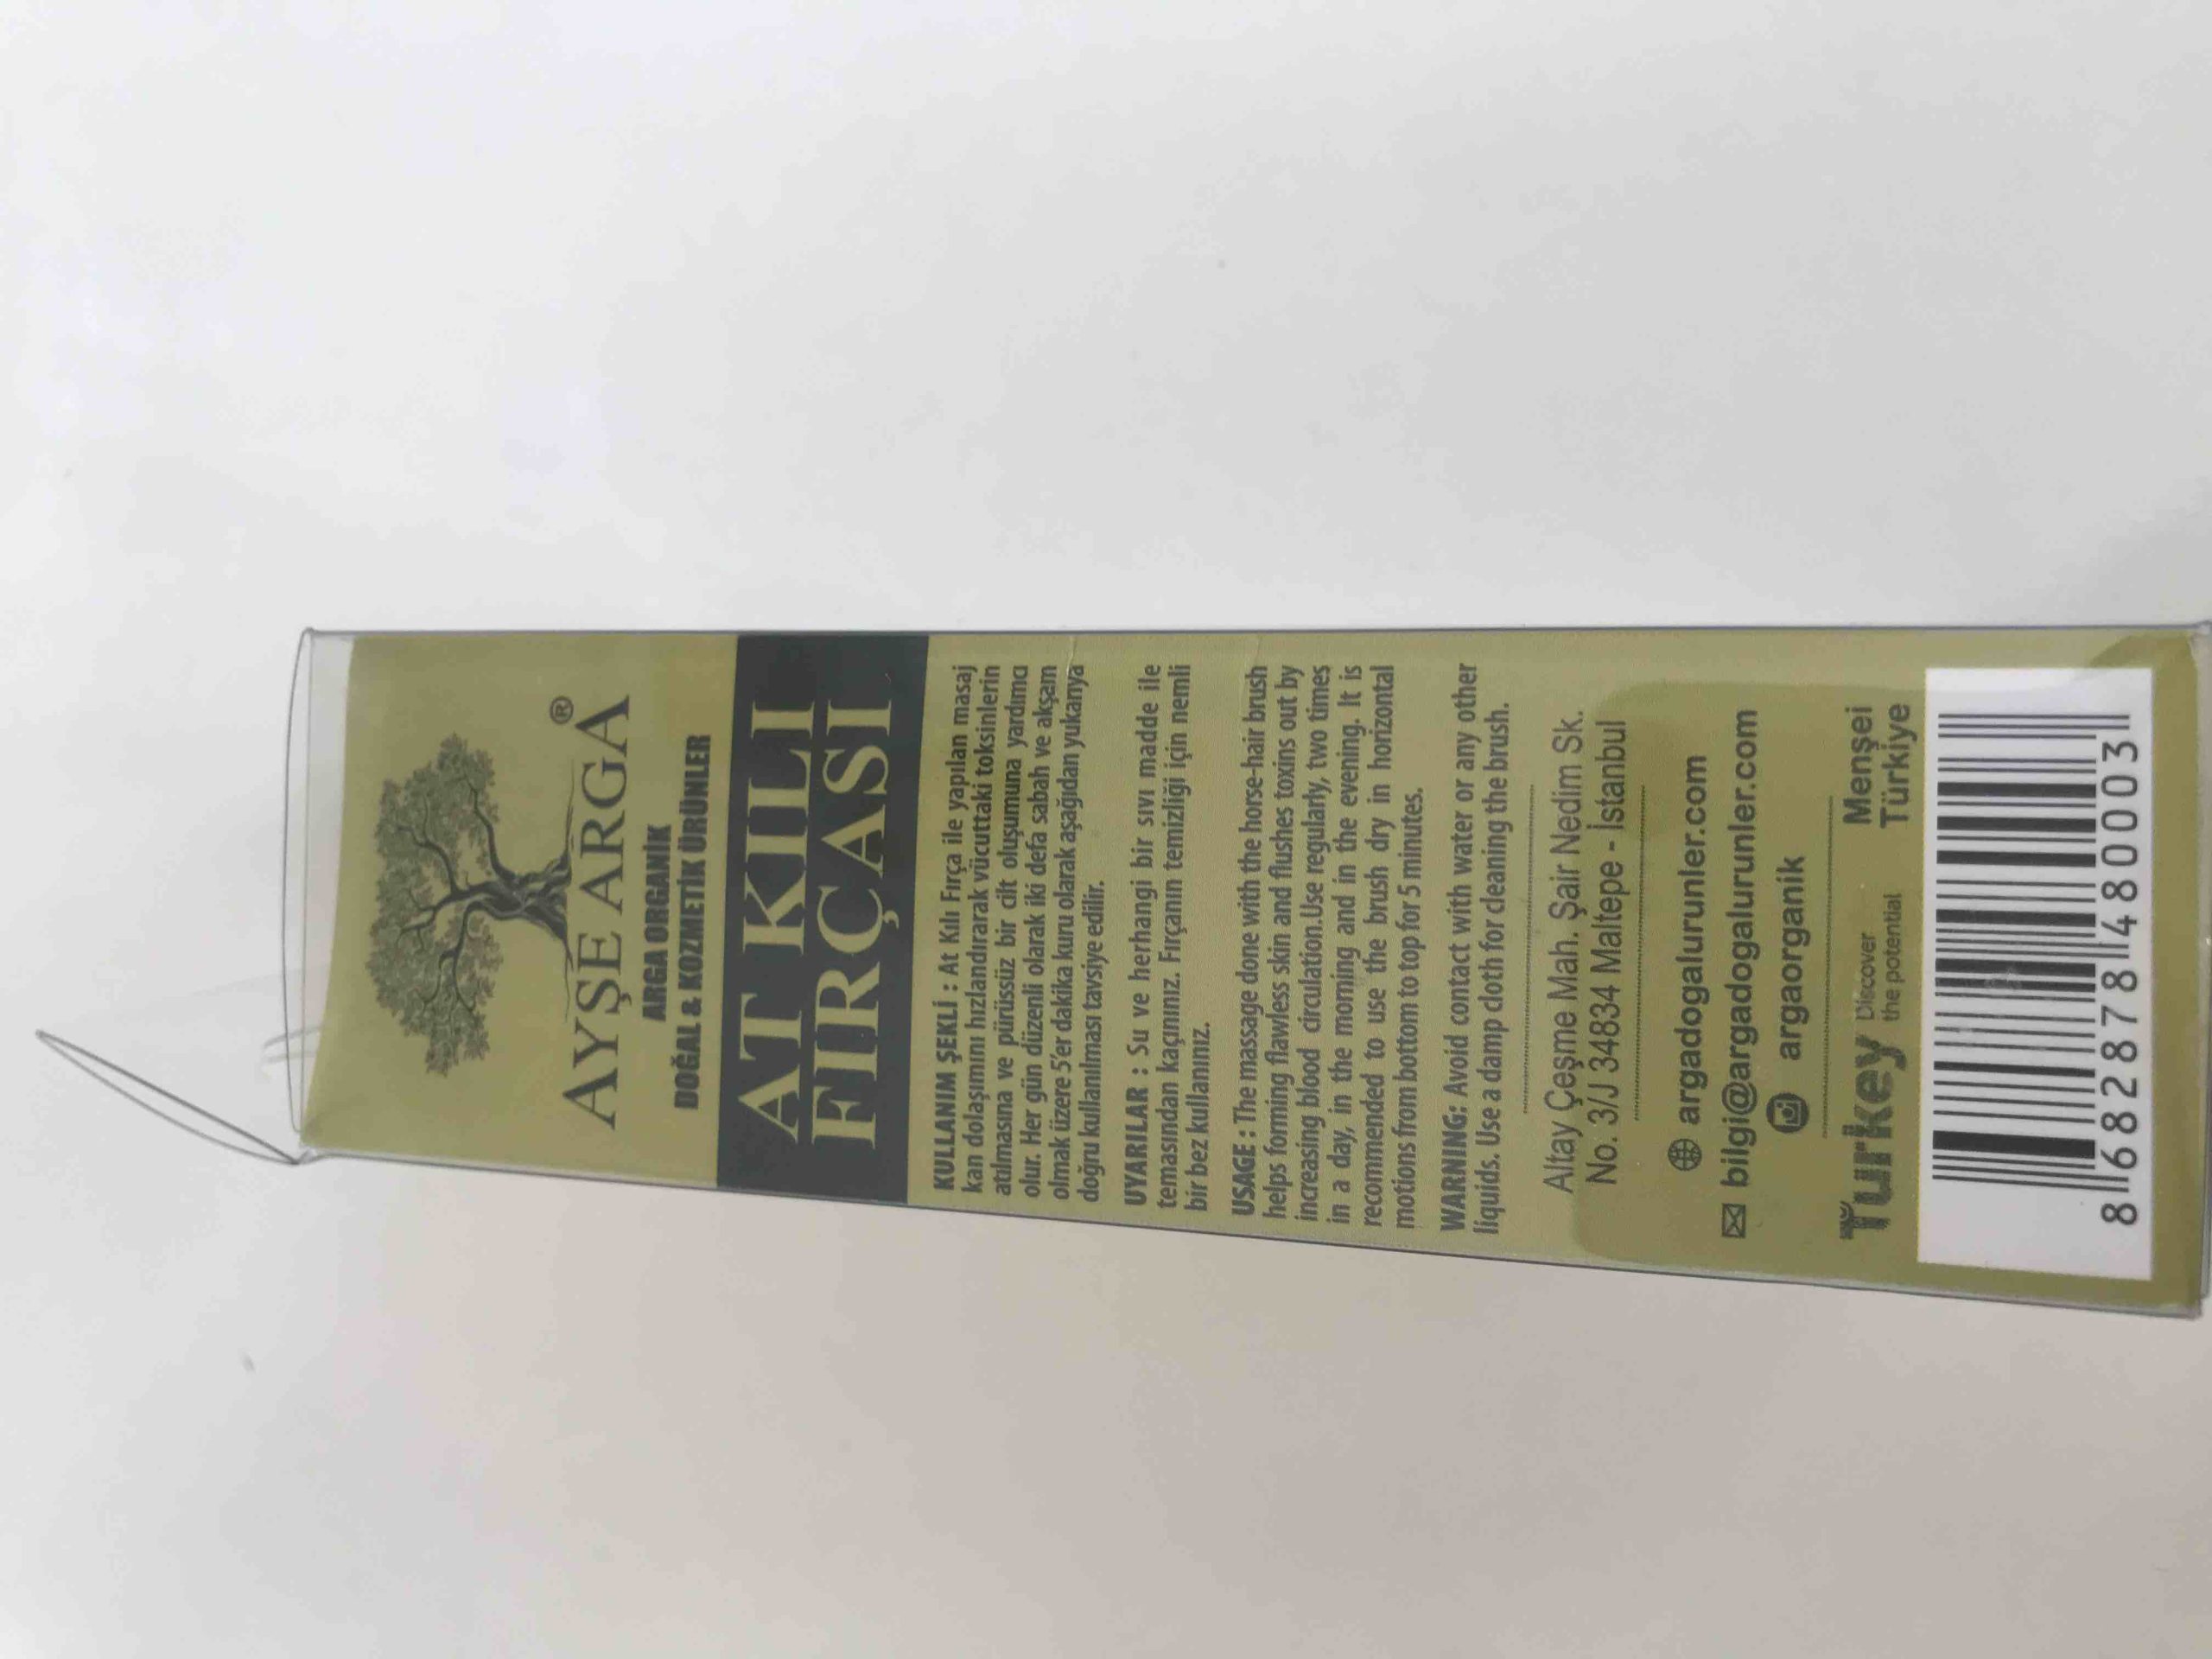 AYŞE ARGA ®
ARGA ORGANİK
DOĞAL & KOZMETİK ÜRÜNLER
AT KILI
FIRÇASI
KULLANIM ŞEKLİ : At Kılı Fırça ile yapılan masaj
kan dolaşımını hızlandırarak vücuttaki toksinlerin
atılmasına ve pürüssüz bir cilt oluşumuna yardımcı
olur. Her gün düzenli olarak iki defa sabah ve akşam
olmak üzere 5'er dakika kuru olarak aşağıdan yukarıya
doğru kullanılması tavsiye edilir.
UYARILAR : Su ve herhangi bir sıvı madde ile
temasından kaçınınız. Fırçanın temizliği için nemli
bir bez kullanınız.
USAGE : The massage done with the horse-hair brush
helps forming flawless skin and flushes toxins out by
increasing blood circulation.Use regularly, two times
in a day, in the morning and in the evening. It is
recommended to use the brush dry in horizontal
motions from bottom to top for 5 minutes.
WARNING: Avoid contact with water or any other
liquids. Use a damp cloth for cleaning the brush.
Altay Çeşme Mah. Şair Nedim Sk.
No: 3/J 34834 Maltepe - İstanbul
argadogalurunler.com
bilgi@argadogalurunler.com
argaorganik
Turkey Discover the potential
Menşei
Türkiye
8 682878 480003